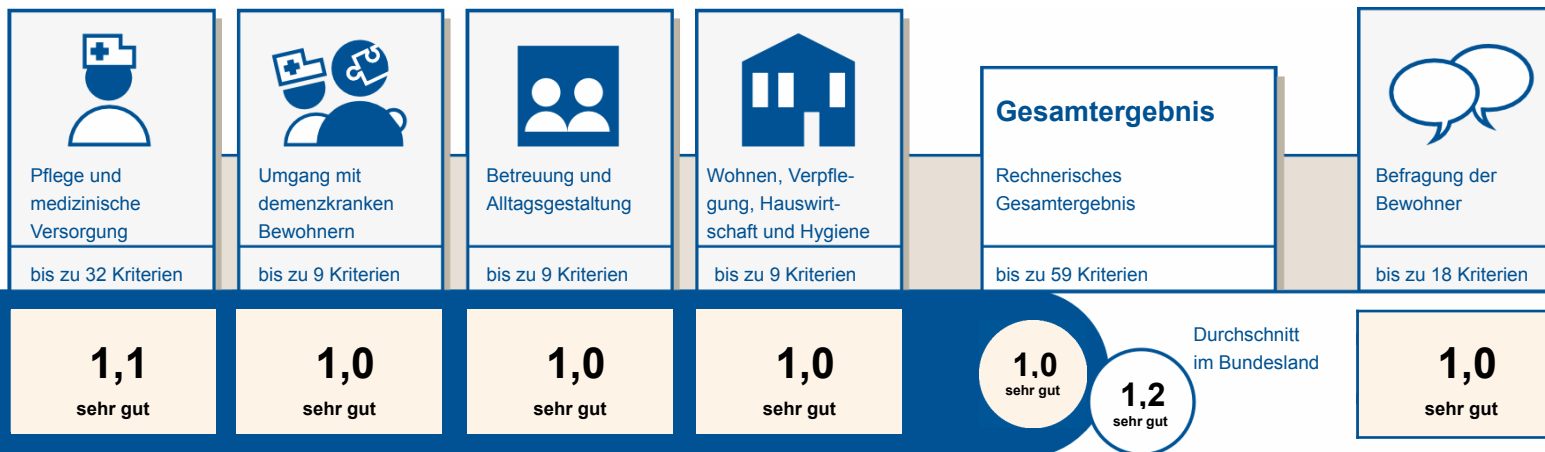 Pflege und
medizinische
Versorgung
bis zu 32 Kriterien
1,1
sehr gut
Umgang mit
demenzkranken
Bewohnern
bis zu 9 Kriterien
1,0
sehr gut
Betreuung und
Alltagsgestaltung
bis zu 9 Kriterien
1,0
sehr gut
Wohnen, Verpfle-
gung, Hauswirt-
schaft und Hygiene
bis zu 9 Kriterien
1,0
sehr gut
Gesamtergebnis
Rechnerisches
Gesamtergebnis
bis zu 59 Kriterien
1,0
sehr gut
Durchschnitt
im Bundesland
1,2
sehr gut
Befragung der
Bewohner
bis zu 18 Kriterien
1,0
sehr gut